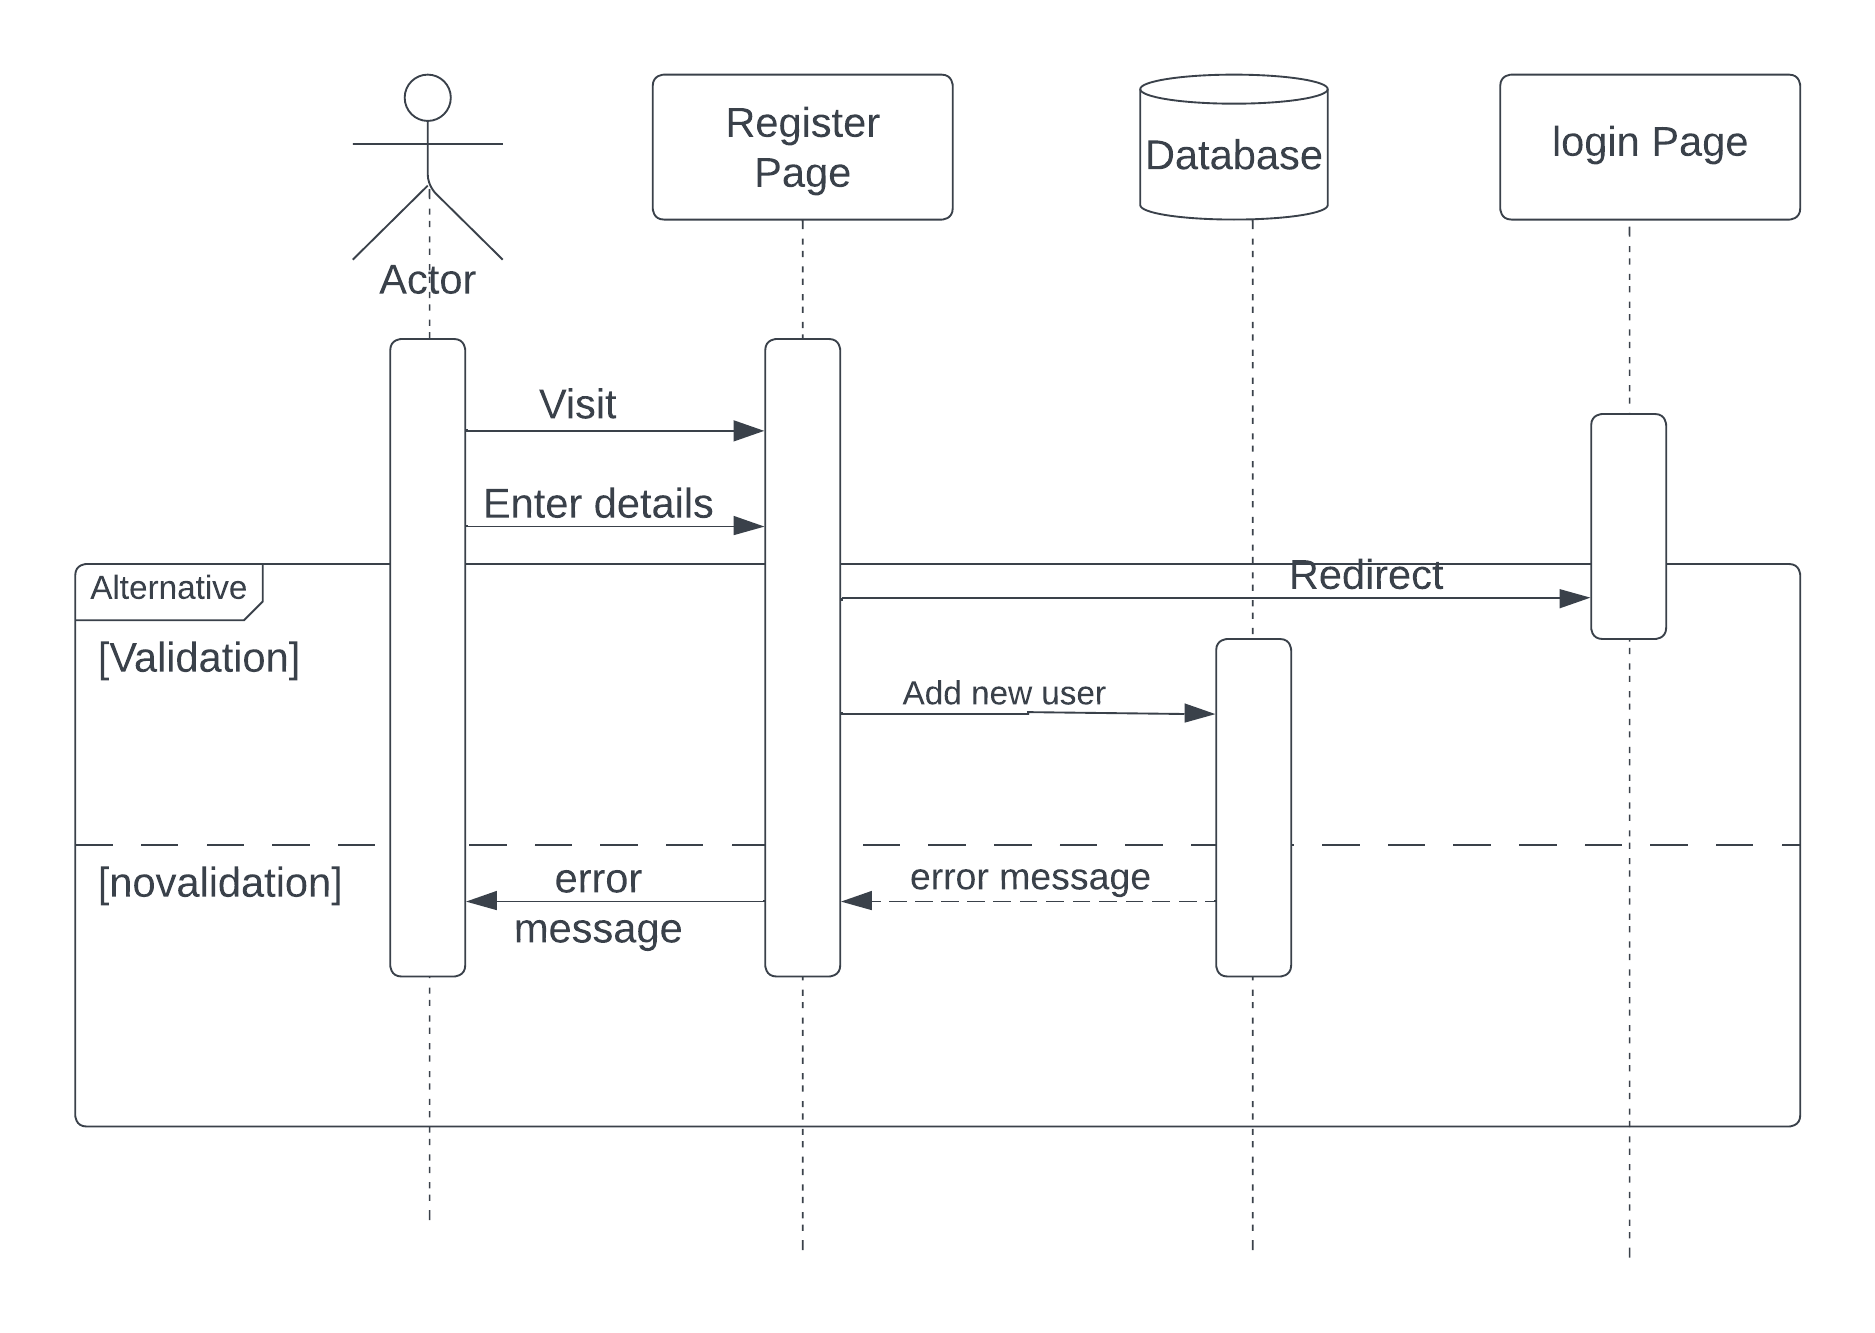 Register
Page
Database
login Page
Actor
Visit
Enter details
Redirect
Alternative
[Validation]
Add new user
[novalidation]
error
message
error message